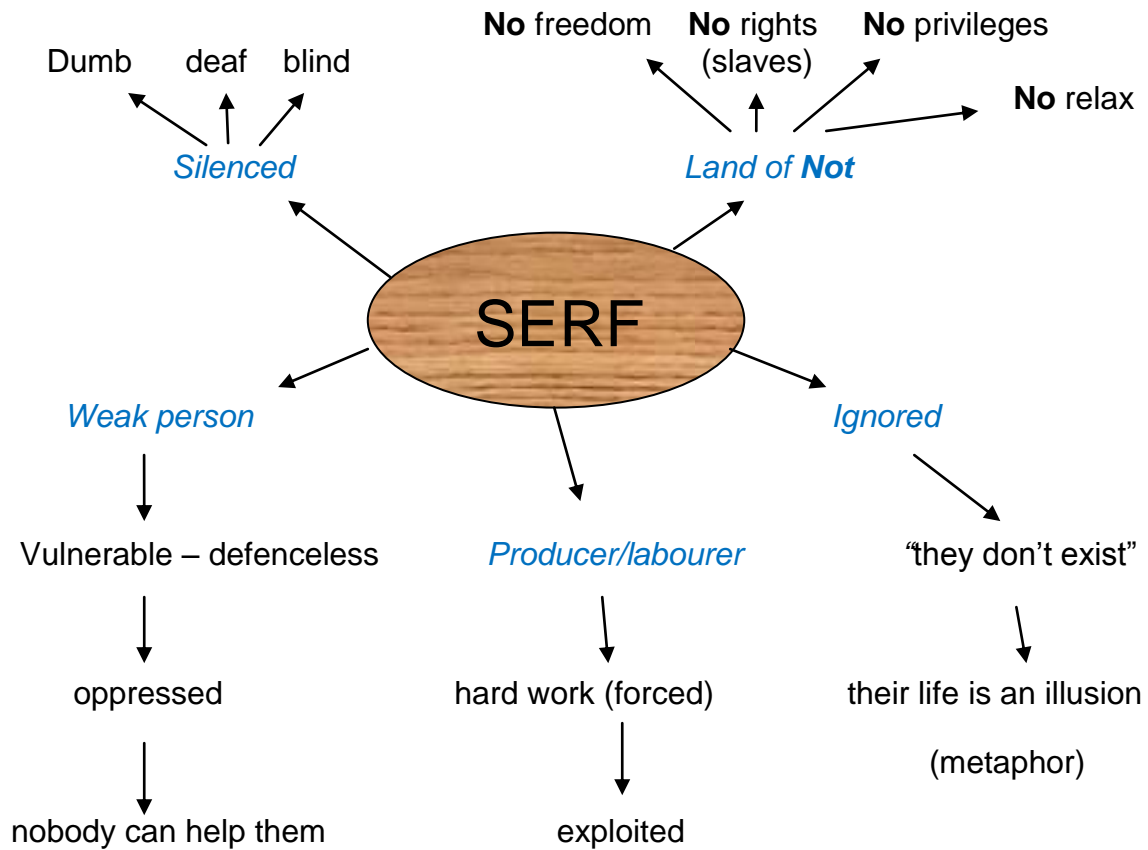 No freedom No rights No privileges
(slaves)
Dumb deaf blind
No relax
Silenced
Land of Not
SERF
Weak person
Ignored
Vulnerable – defenceless
Producer/labourer
“they don’t exist”
oppressed
hard work (forced)
their life is an illusion
(metaphor)
nobody can help them
exploited